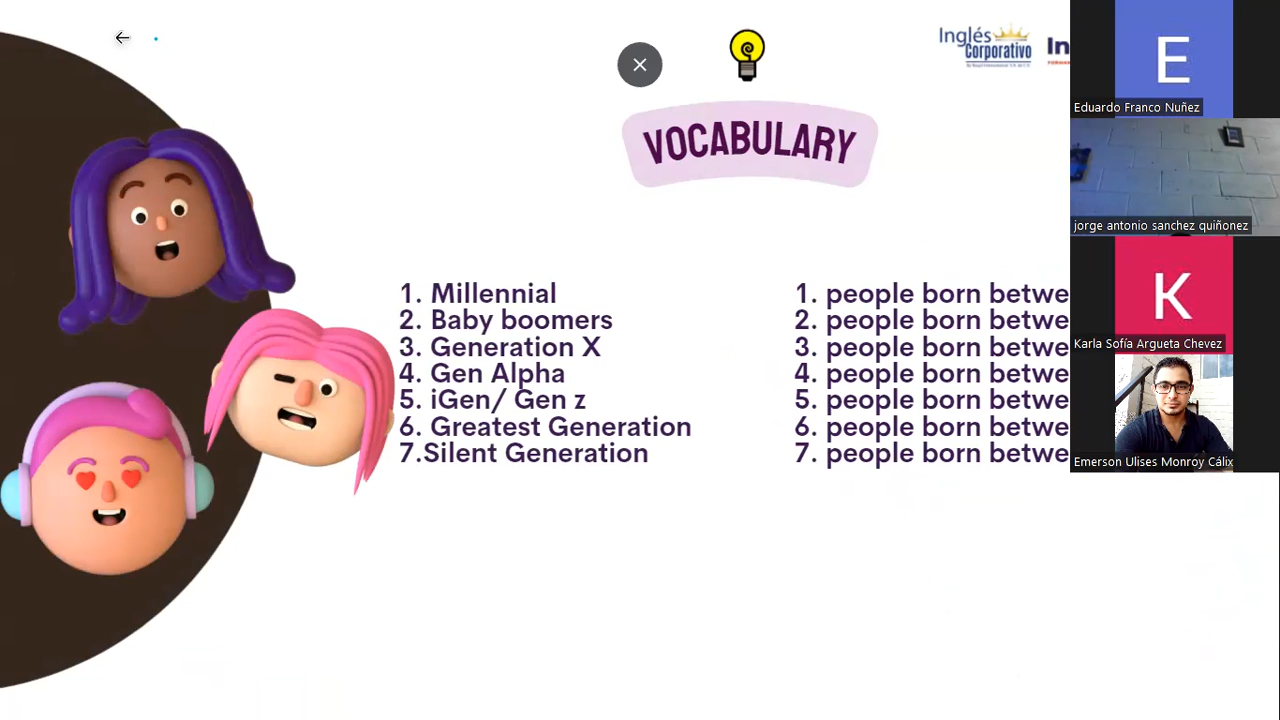 Inglés
Corporativo
In
VOCABULARY
1. Millennial
2. Baby boomers
3. Generation X
4. Gen Alpha
5. iGen/ Gen z
6. Greatest Generation
7.Silent Generation
1. people born betwe
2. people born betwe
3. people born betwe
4. people born betwe
5. people born betwe
6. people born betwe
7. people born betwe
E
Eduardo Franco Nuñez
jorge antonio sanchez quiñonez
K
Karla Sofía Argueta Chevez
Emerson Ulises Monroy Cálix